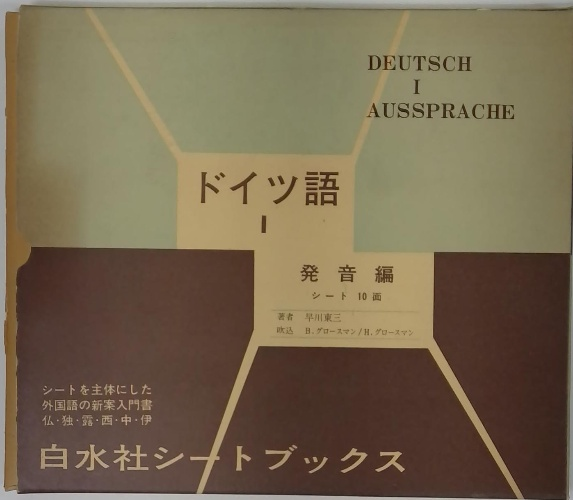 DEUTSCH
I
AUSSPRACHE
ドイツ語
I
発音編
シート 10 面
著者 早川東三
吹込 B.グロースマン/H.グロースマン
シートを主体にした
外国語の新案入門書
仏・独・露・西・中・伊
白水社シートブックス